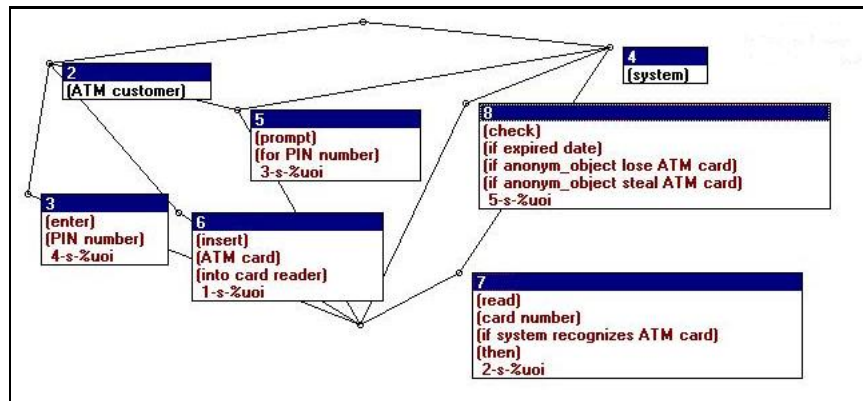 2
(ATM customer)
4
(system)
5
(prompt)
(for PIN number)
3-s-%uoi
8
(check)
(if expired date)
(if anonym_object lose ATM card)
(if anonym_object steal ATM card)
5-s-%uoi
3
(enter)
(PIN number)
4-s-%uoi
6
(insert)
(ATM card)
(into card reader)
1-s-%uoi
7
(read)
(card number)
(if system recognizes ATM card)
(then)
2-s-%uoi